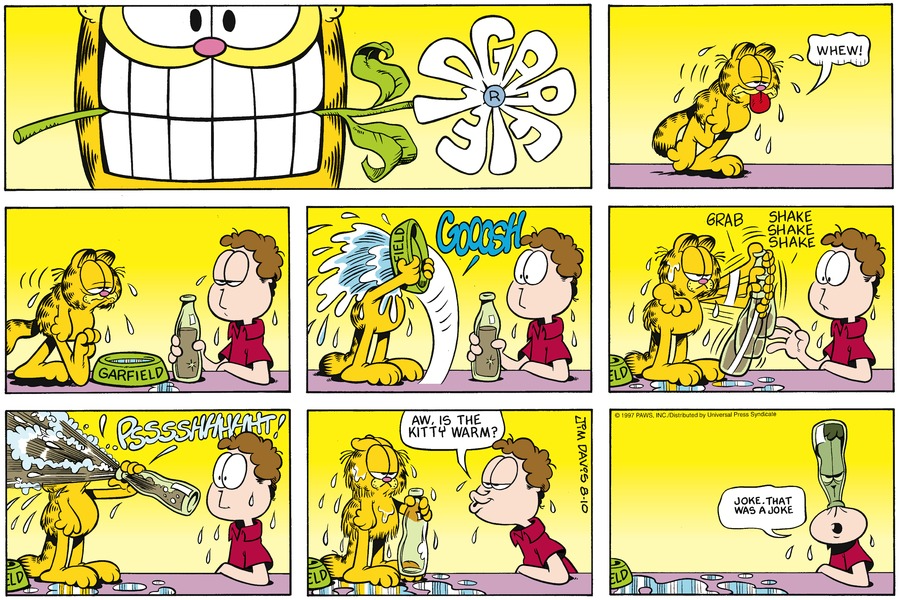 GARFIELD
R
WHEW!
GARFIELD
FIELD
GOOOSH
GRAB
SHAKE
SHAKE
SHAKE
PSSSSHHHHHT!
ELD
AW, IS THE
KITTY WARM?
ELD
JIM DAVIS 8-10
© 1997 PAWS, INC./Distributed by Universal Press Syndicate
JOKE. THAT
WAS A JOKE
ELD